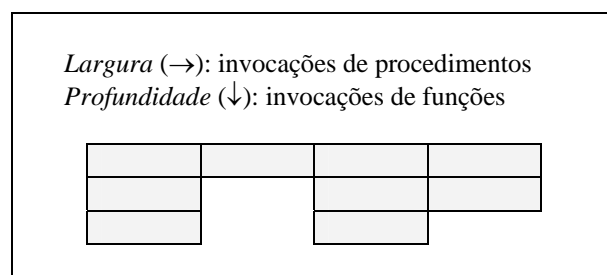 Largura (→): invocações de procedimentos
Profundidade (↓): invocações de funções